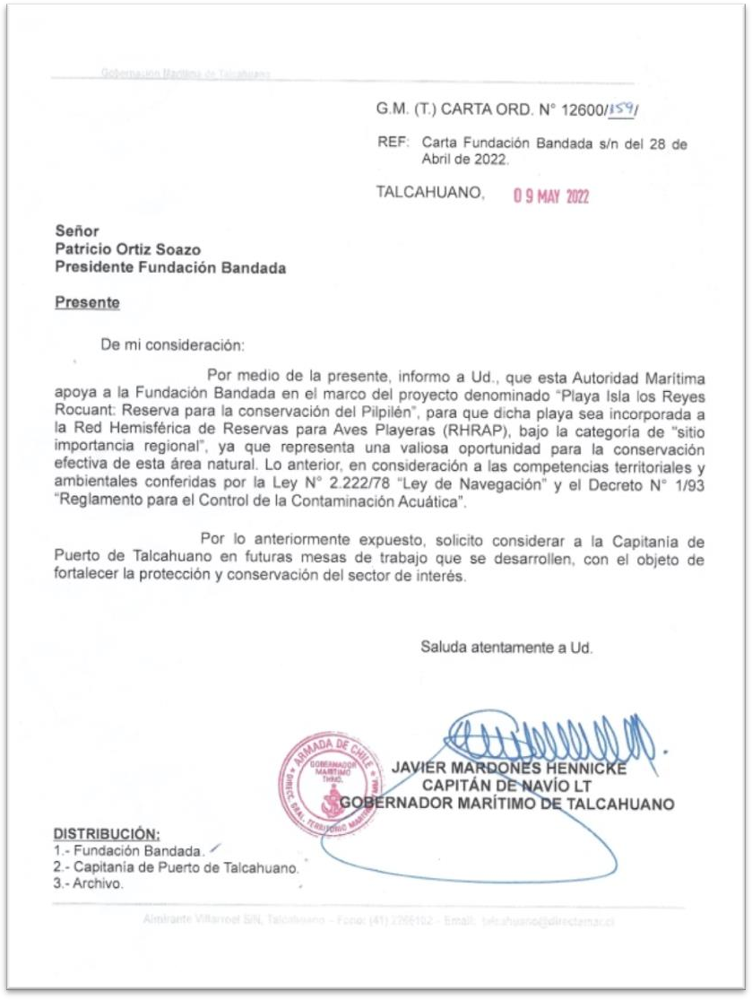 Gobernación Marítima de Talcahuano
G.M. (T.) CARTA ORD. N° 12600/159/
REF: Carta Fundación Bandada s/n del 28 de
Abril de 2022.
TALCAHUANO, 09 MAY 2022
Señor
Patricio Ortiz Soazo
Presidente Fundación Bandada
Presente
De mi consideración:
Por medio de la presente, informo a Ud., que esta Autoridad Marítima
apoya a la Fundación Bandada en el marco del proyecto denominado “Playa Isla los Reyes
Rocuant: Reserva para la conservación del Pilpilén”, para que dicha playa sea incorporada a
la Red Hemisférica de Reservas para Aves Playeras (RHRAP), bajo la categoría de “sitio
importancia regional”, ya que representa una valiosa oportunidad para la conservación
efectiva de esta área natural. Lo anterior, en consideración a las competencias territoriales y
ambientales conferidas por la Ley N° 2.222/78 “Ley de Navegación” y el Decreto N° 1/93
“Reglamento para el Control de la Contaminación Acuática”.
Por lo anteriormente expuesto, solicito considerar a la Capitanía de
Puerto de Talcahuano en futuras mesas de trabajo que se desarrollen, con el objeto de
fortalecer la protección y conservación del sector de interés.
Saluda atentamente a Ud.
ARMADA DE CHILE
GOBERNADOR
MARITIMO
THNO.
DIRECC. GRAL. TERRITORIO MARITIMO
JAVIER MARDONES HENNICKE
CAPITÁN DE NAVÍO LT
GOBERNADOR MARÍTIMO DE TALCAHUANO
DISTRIBUCIÓN:
1.- Fundación Bandada.
2.- Capitanía de Puerto de Talcahuano.
3.- Archivo.
Almirante Villarroel S/N, Talcahuano - Fono: (41) 2266102 - Email: talcahuano@directemar.cl